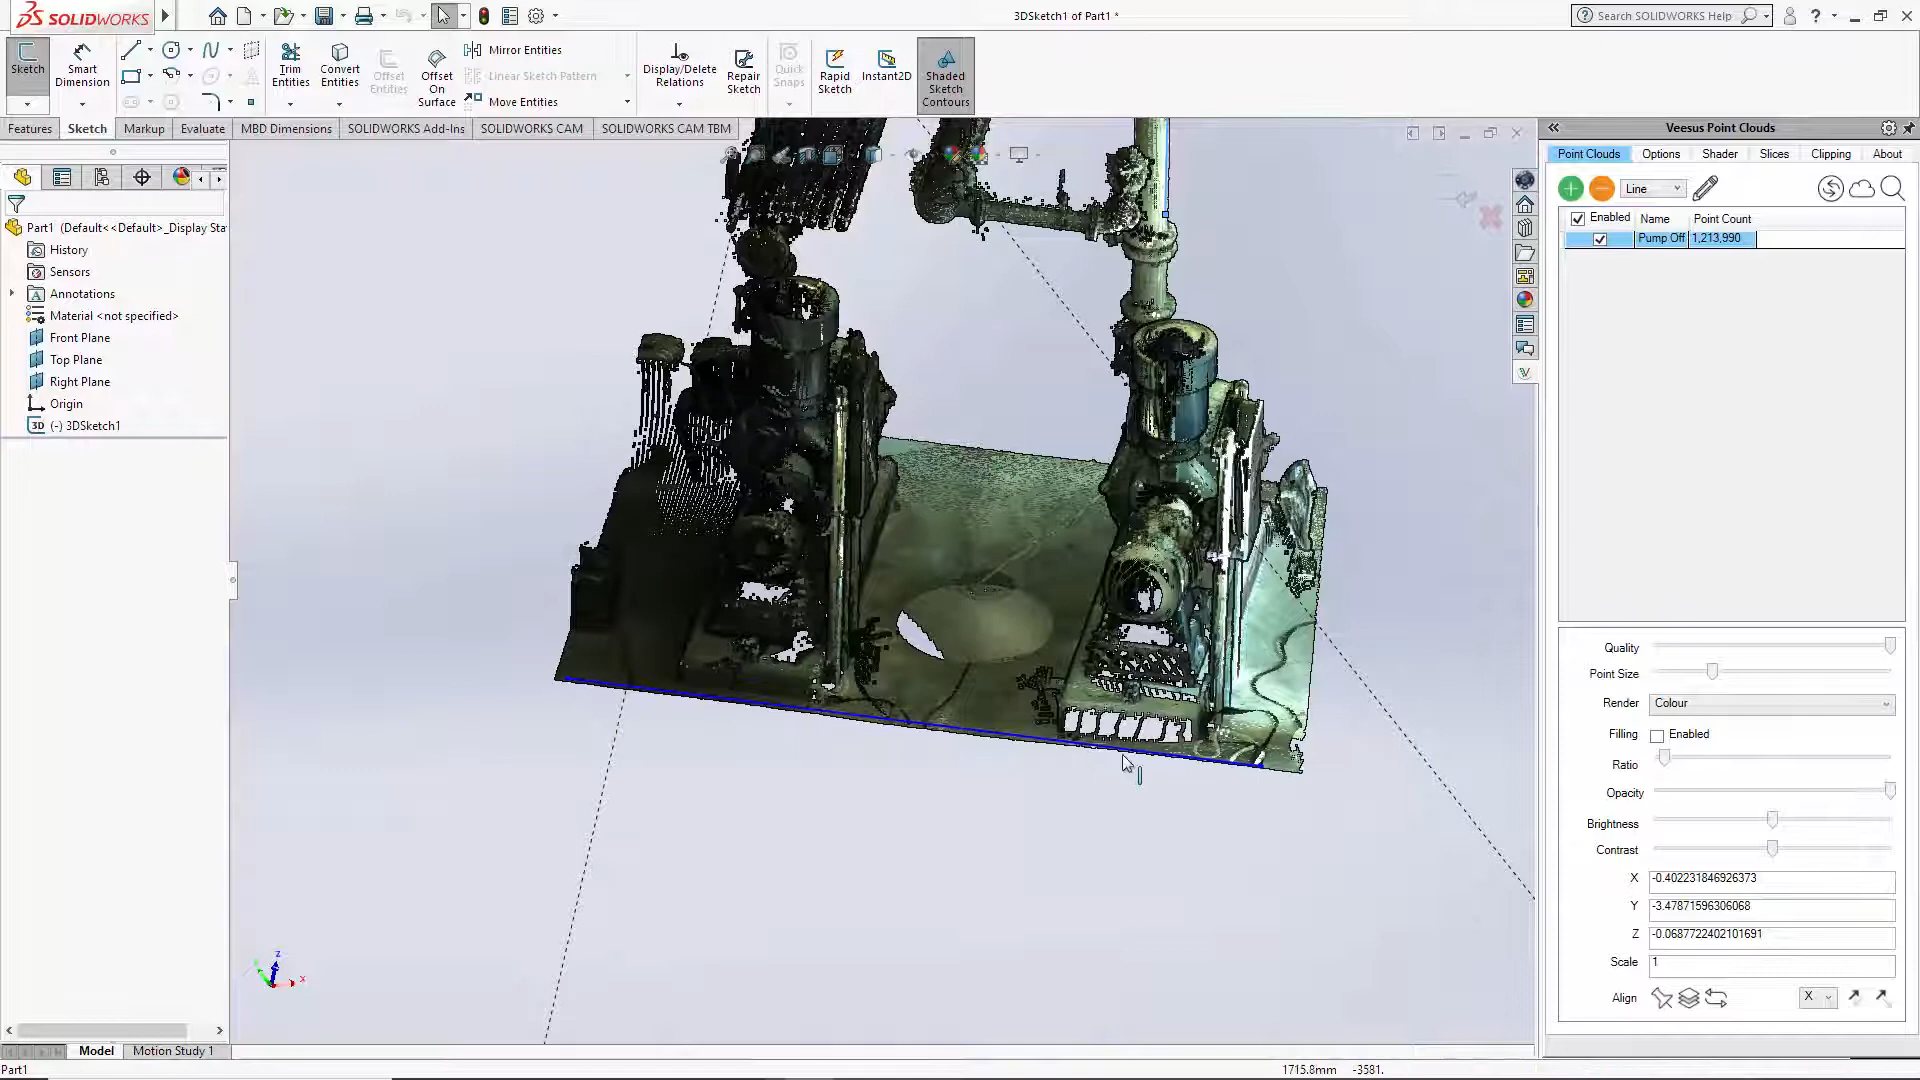 SOLIDWORKS
3DSketch1 of Part1 *
Search SOLIDWORKS Help
Sketch
Smart Dimension
Trim Entities
Convert Entities
Offset Entities
Offset On Surface
Mirror Entities
Linear Sketch Pattern
Move Entities
Display/Delete Relations
Repair Sketch
Quick Snaps
Rapid Sketch
Instant2D
Shaded Sketch Contours
Features
Sketch
Markup
Evaluate
MBD Dimensions
SOLIDWORKS Add-Ins
SOLIDWORKS CAM
SOLIDWORKS CAM TBM
Part1 (Default<<Default>_Display Sta
History
Sensors
Annotations
Material <not specified>
Front Plane
Top Plane
Right Plane
Origin
3D (-) 3DSketch1
z
x
Veesus Point Clouds
Point Clouds
Options
Shader
Slices
Clipping
About
Line
Enabled Name Point Count
Pump Off 1,213,990
Quality
Point Size
Render Colour
Filling Enabled
Ratio
Opacity
Brightness
Contrast
X -0.402231846926373
Y -3.47871596306068
Z -0.0687722402101691
Scale 1
Align X
Model
Motion Study 1
Part1
1715.8mm -3581.